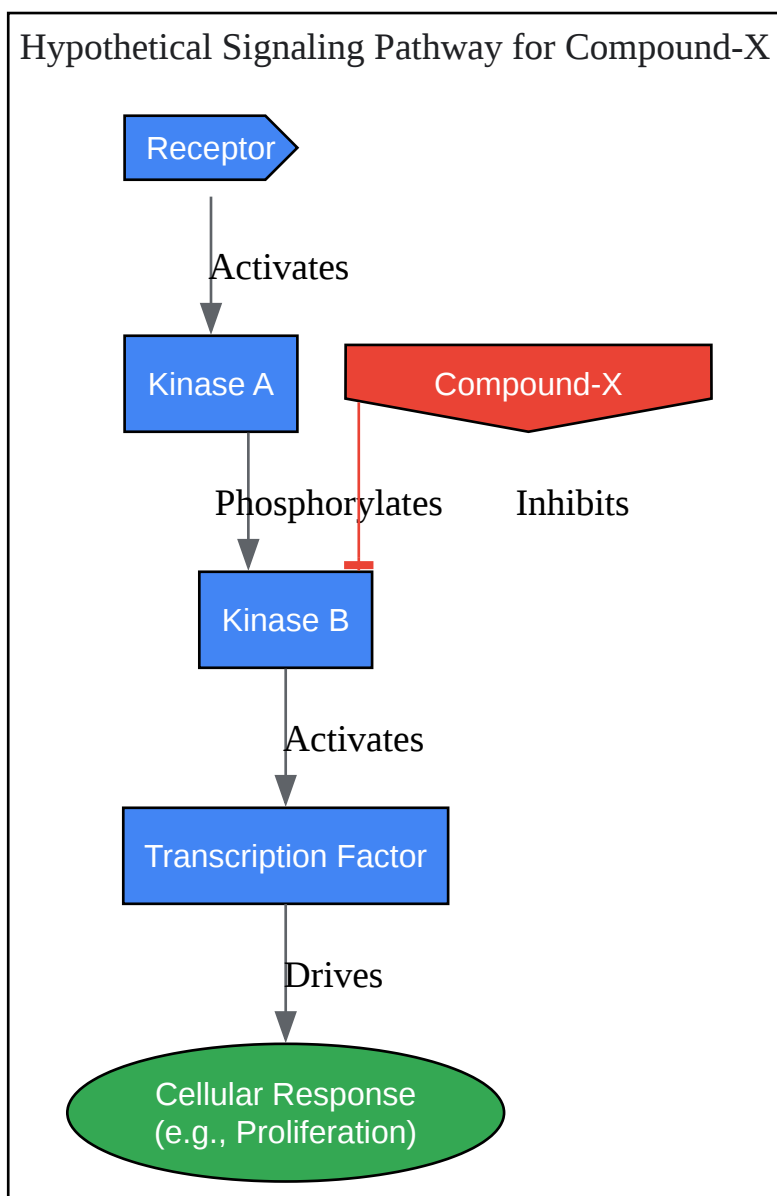 Hypothetical Signaling Pathway for Compound-X
Receptor
Activates
Kinase A
Compound-X
Phosphorylates
Inhibits
Kinase B
Activates
Transcription Factor
Drives
Cellular Response
(e.g., Proliferation)